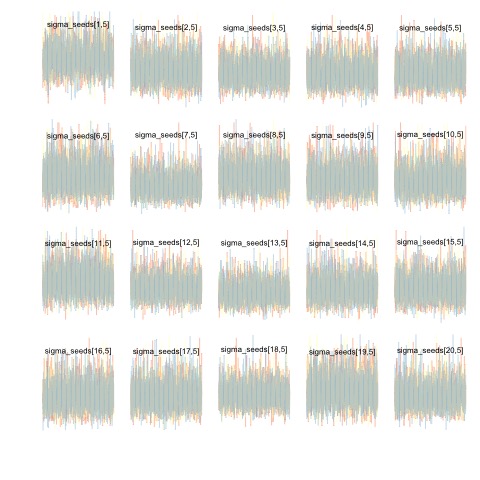 sigma_seeds[1,5]
sigma_seeds[2,5]
sigma_seeds[3,5]
sigma_seeds[4,5]
sigma_seeds[5,5]
sigma_seeds[6,5]
sigma_seeds[7,5]
sigma_seeds[8,5]
sigma_seeds[9,5]
sigma_seeds[10,5]
sigma_seeds[11,5]
sigma_seeds[12,5]
sigma_seeds[13,5]
sigma_seeds[14,5]
sigma_seeds[15,5]
sigma_seeds[16,5]
sigma_seeds[17,5]
sigma_seeds[18,5]
sigma_seeds[19,5]
sigma_seeds[20,5]